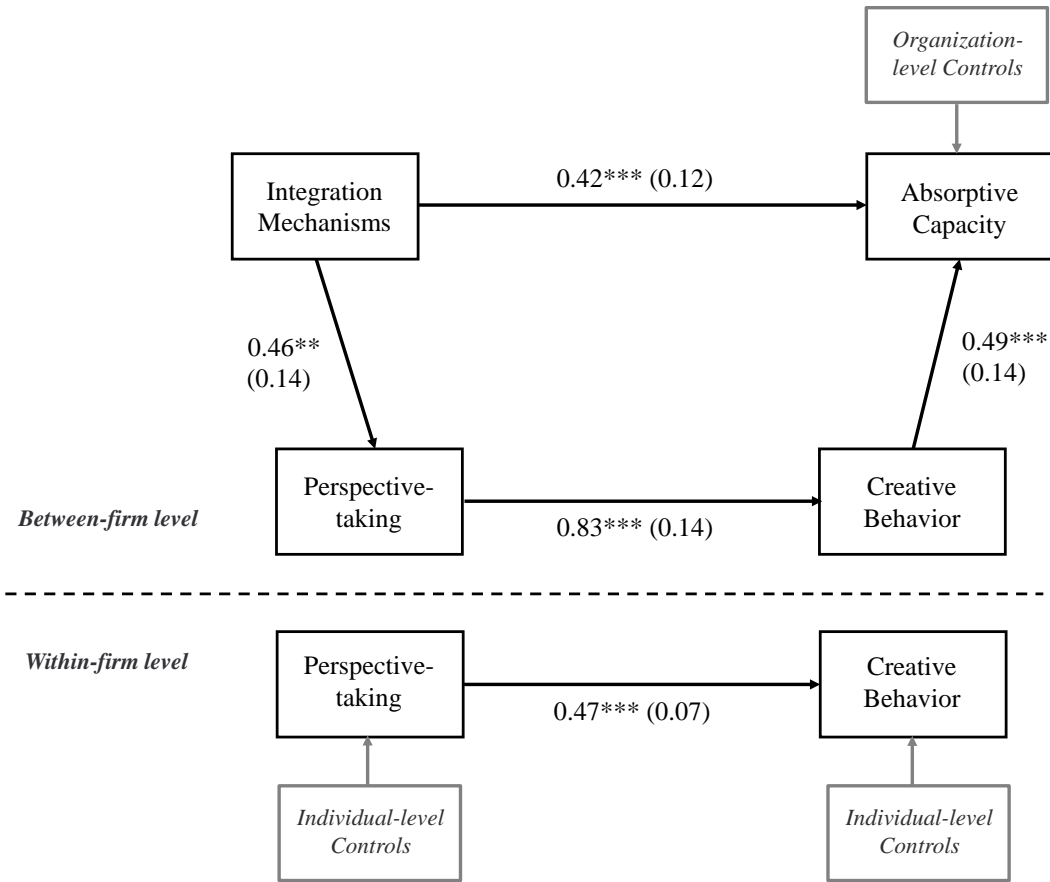 Organization-
level Controls
Integration
Mechanisms
0.42*** (0.12)
Absorptive
Capacity
0.46**
(0.14)
0.49***
(0.14)
Perspective-
taking
Creative
Behavior
Between-firm level
0.83*** (0.14)
Within-firm level
Perspective-
taking
Creative
Behavior
0.47*** (0.07)
Individual-level
Controls
Individual-level
Controls